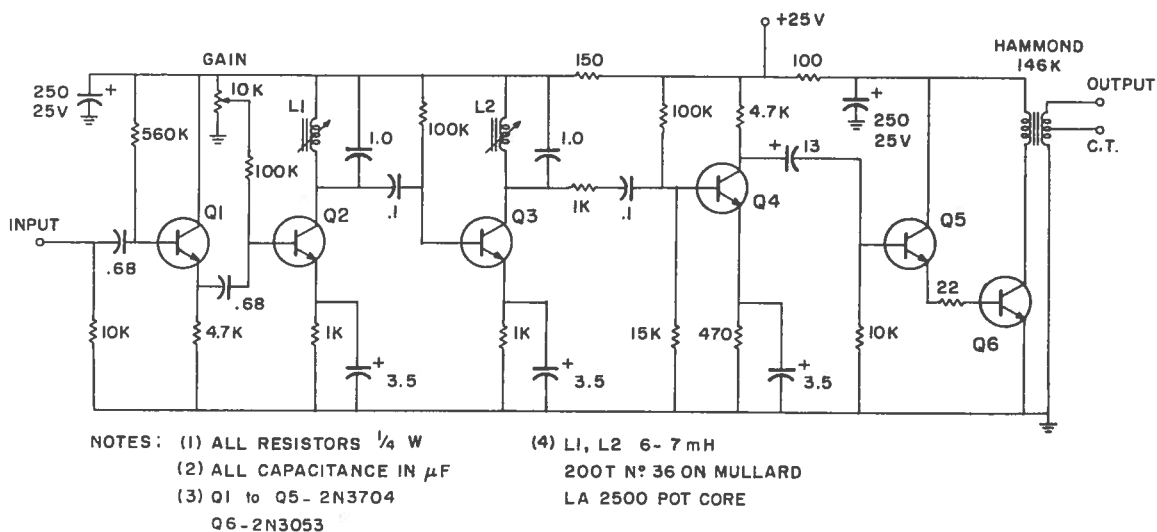 +25V
HAMMOND
146K
GAIN
150
100
OUTPUT
250
25V
+
10K
L1
L2
100K
4.7K
+
250
25V
560K
1.0
100K
1.0
+
13
C.T.
100K
.1
1K
.1
Q4
INPUT
Q1
Q2
Q3
Q5
.68
.68
22
10K
4.7K
1K
+
3.5
1K
+
3.5
15K
470
+
3.5
10K
Q6
NOTES: (1) ALL RESISTORS 1/4 W
(2) ALL CAPACITANCE IN µF
(3) Q1 to Q5-2N3704
Q6-2N3053
(4) L1, L2 6-7mH
200T Nº 36 ON MULLARD
LA 2500 POT CORE